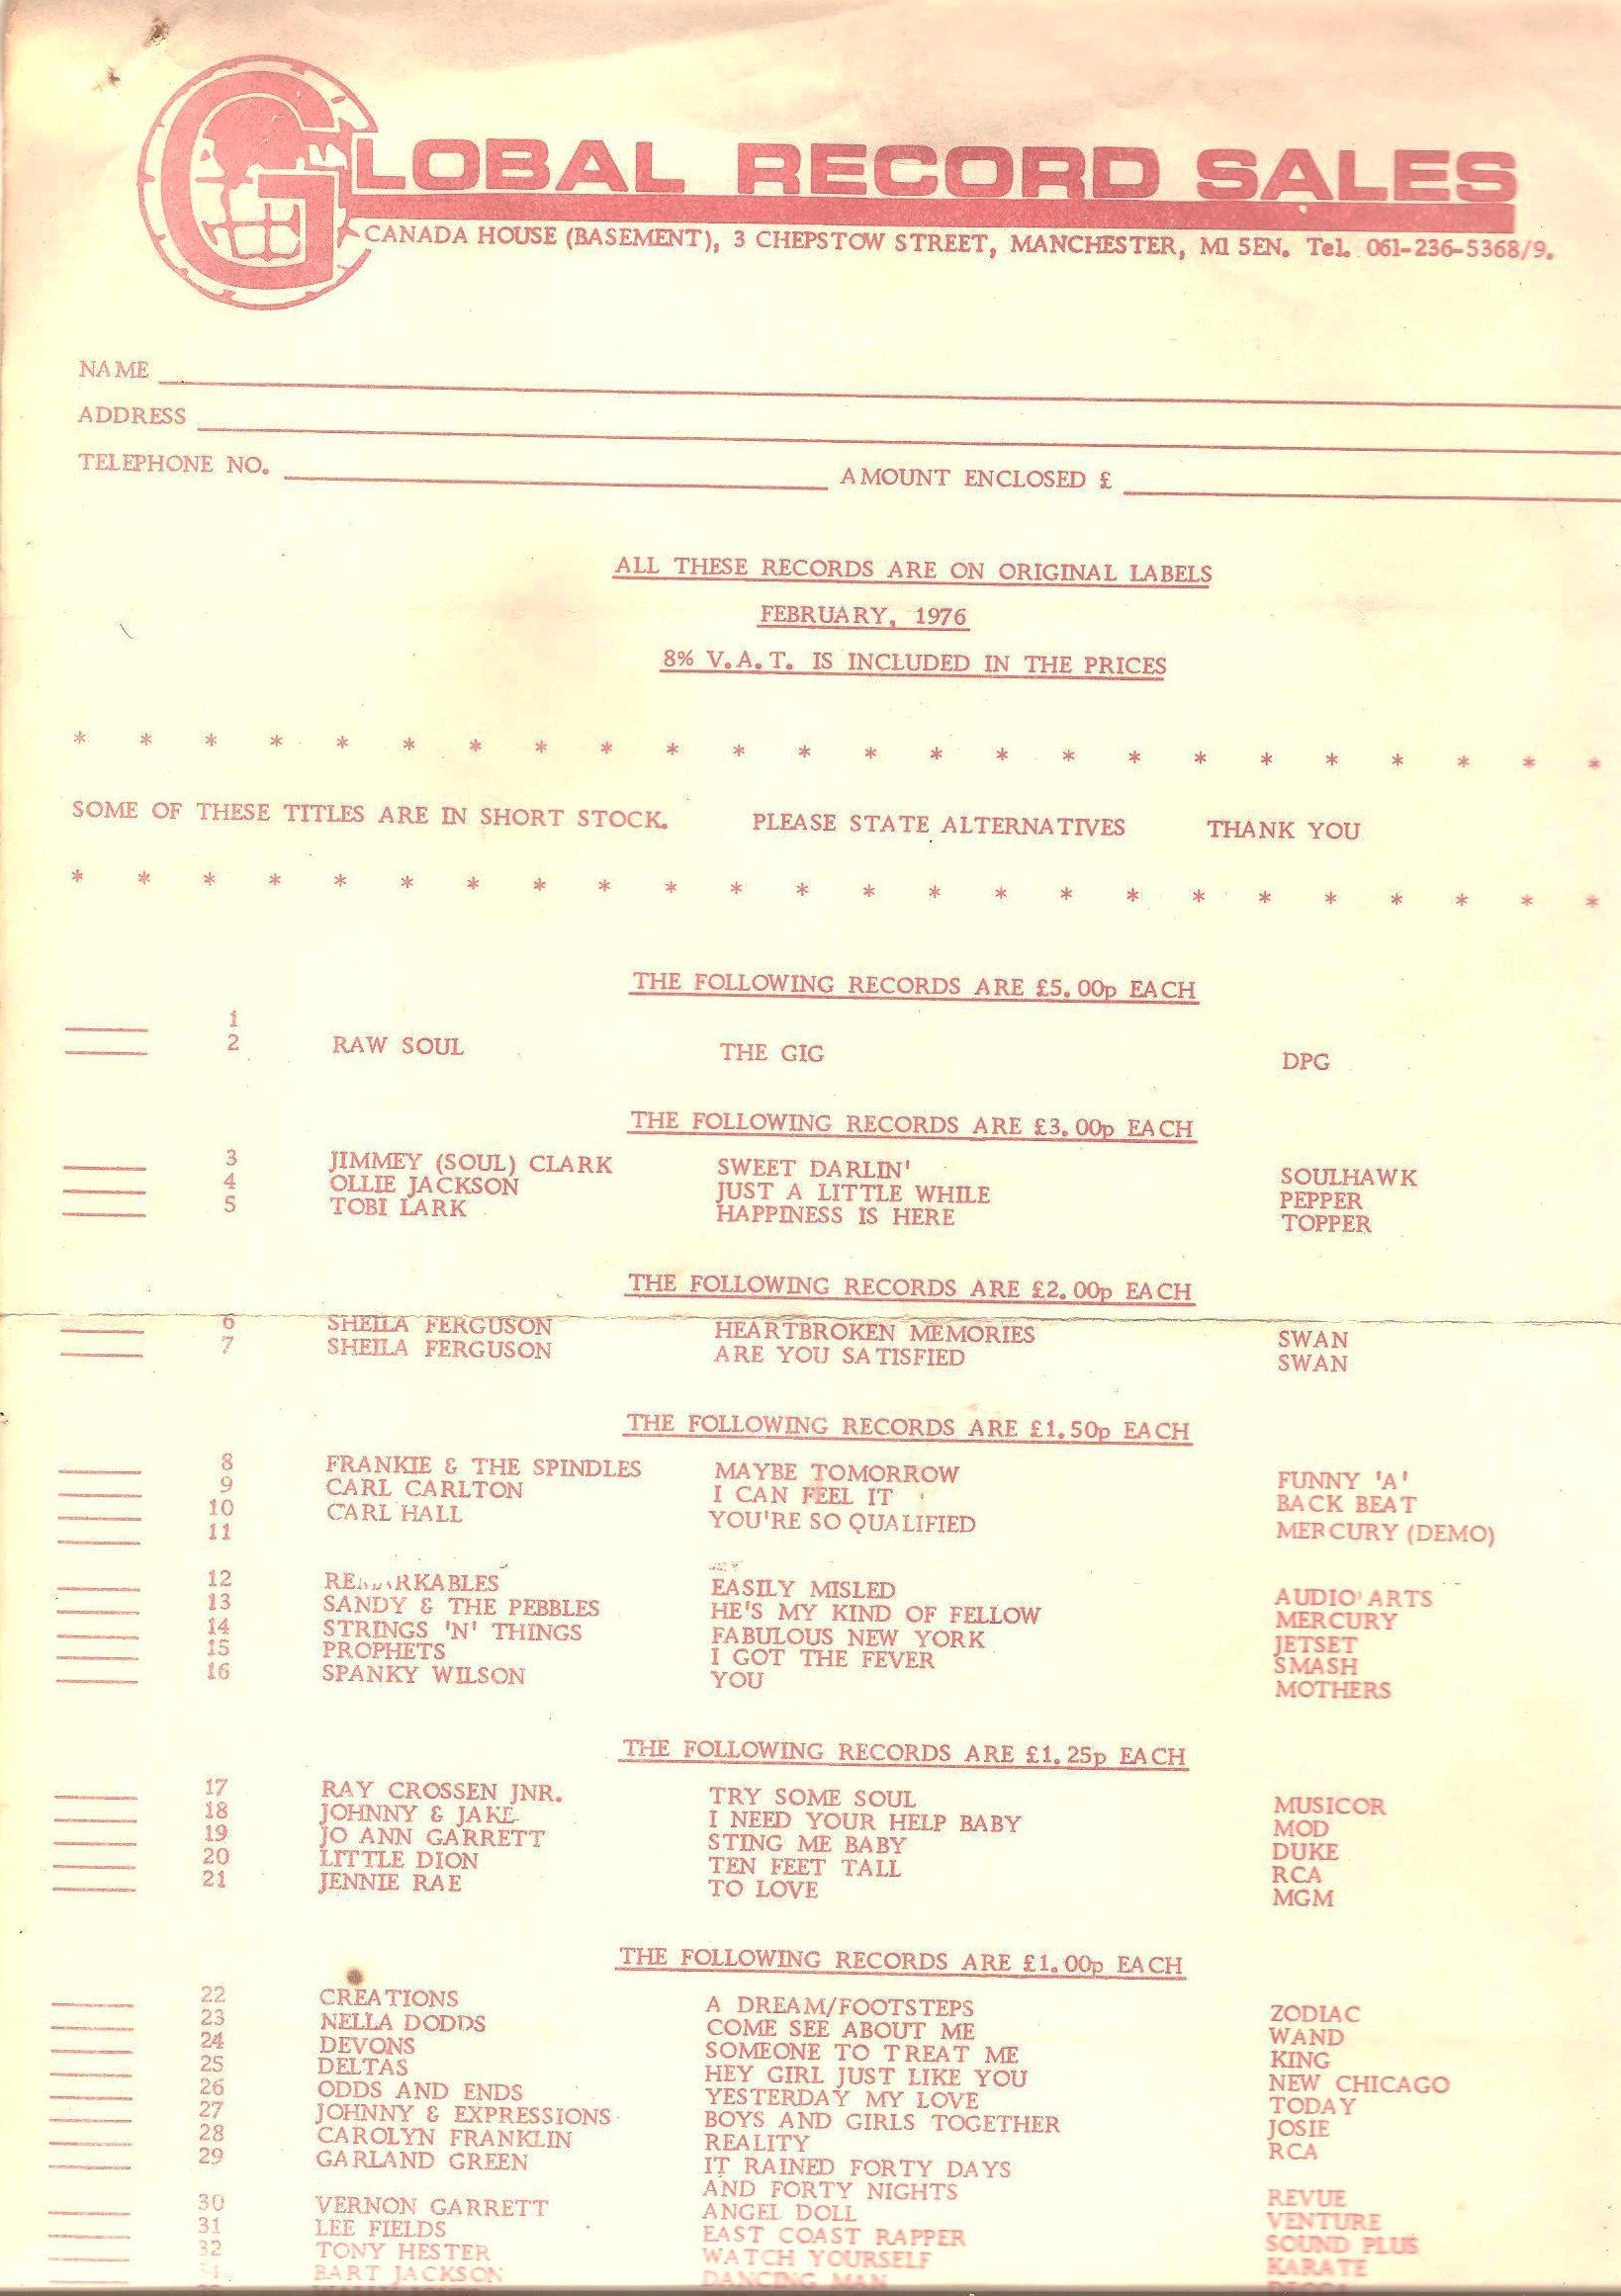 GLOBAL RECORD SALES
CANADA HOUSE (BASEMENT), 3 CHEPSTOW STREET, MANCHESTER, M1 5EN. Tel. 061-236-5368/9.
NAME
ADDRESS
TELEPHONE NO. AMOUNT ENCLOSED £
ALL THESE RECORDS ARE ON ORIGINAL LABELS
FEBRUARY, 1976
8% V.A.T. IS INCLUDED IN THE PRICES
* * * * * * * * * * * * * * * * * * * * * * * *
SOME OF THESE TITLES ARE IN SHORT STOCK. PLEASE STATE ALTERNATIVES THANK YOU
* * * * * * * * * * * * * * * * * * * * * * * *
THE FOLLOWING RECORDS ARE £5.00p EACH
1
2 RAW SOUL THE GIG DPG
THE FOLLOWING RECORDS ARE £3.00p EACH
3 JIMMEY (SOUL) CLARK SWEET DARLIN' SOULHAWK
4 OLLIE JACKSON JUST A LITTLE WHILE PEPPER
5 TOBI LARK HAPPINESS IS HERE TOPPER
THE FOLLOWING RECORDS ARE £2.00p EACH
6 SHEILA FERGUSON HEARTBROKEN MEMORIES SWAN
7 SHEILA FERGUSON ARE YOU SATISFIED SWAN
THE FOLLOWING RECORDS ARE £1.50p EACH
8 FRANKIE & THE SPINDLES MAYBE TOMORROW FUNNY 'A'
9 CARL CARLTON I CAN FEEL IT BACK BEAT
10 CARL HALL YOU'RE SO QUALIFIED MERCURY (DEMO)
11
12 REMARKABLES EASILY MISLED AUDIO ARTS
13 SANDY & THE PEBBLES HE'S MY KIND OF FELLOW MERCURY
14 STRINGS 'N' THINGS FABULOUS NEW YORK JETSET
15 PROPHETS I GOT THE FEVER SMASH
16 SPANKY WILSON YOU MOTHERS
THE FOLLOWING RECORDS ARE £1.25p EACH
17 RAY CROSSEN JNR. TRY SOME SOUL MUSICOR
18 JOHNNY & JAKE I NEED YOUR HELP BABY MOD
19 JO ANN GARRETT STING ME BABY DUKE
20 LITTLE DION TEN FEET TALL RCA
21 JENNIE RAE TO LOVE MGM
THE FOLLOWING RECORDS ARE £1.00p EACH
22 CREATIONS A DREAM/FOOTSTEPS ZODIAC
23 NELLA DODDS COME SEE ABOUT ME WAND
24 DEVONS SOMEONE TO TREAT ME KING
25 DELTAS HEY GIRL JUST LIKE YOU NEW CHICAGO
26 ODDS AND ENDS YESTERDAY MY LOVE TODAY
27 JOHNNY & EXPRESSIONS BOYS AND GIRLS TOGETHER JOSIE
28 CAROLYN FRANKLIN REALITY RCA
29 GARLAND GREEN IT RAINED FORTY DAYS
AND FORTY NIGHTS REVUE
30 VERNON GARRETT ANGEL DOLL VENTURE
31 LEE FIELDS EAST COAST RAPPER SOUND PLUS
32 TONY HESTER WATCH YOURSELF KARATE
BART JACKSON DANCING MAN